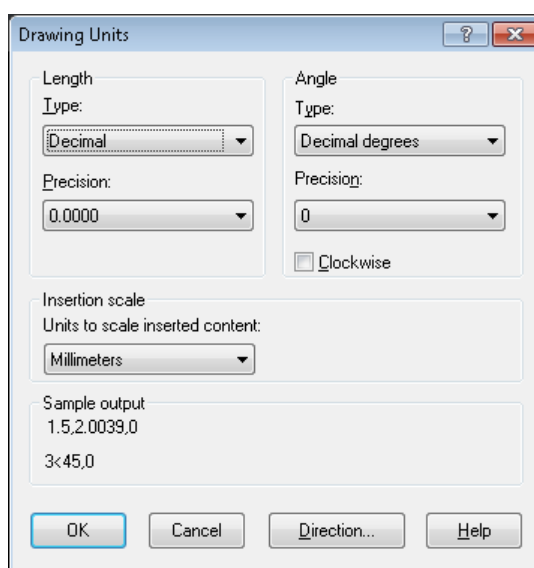 Drawing Units
Length
Type:
Decimal
Precision:
0.0000
Angle
Type:
Decimal degrees
Precision:
0
Clockwise
Insertion scale
Units to scale inserted content:
Millimeters
Sample output
1.5,2.0039,0
3<45,0
OK Cancel Direction... Help